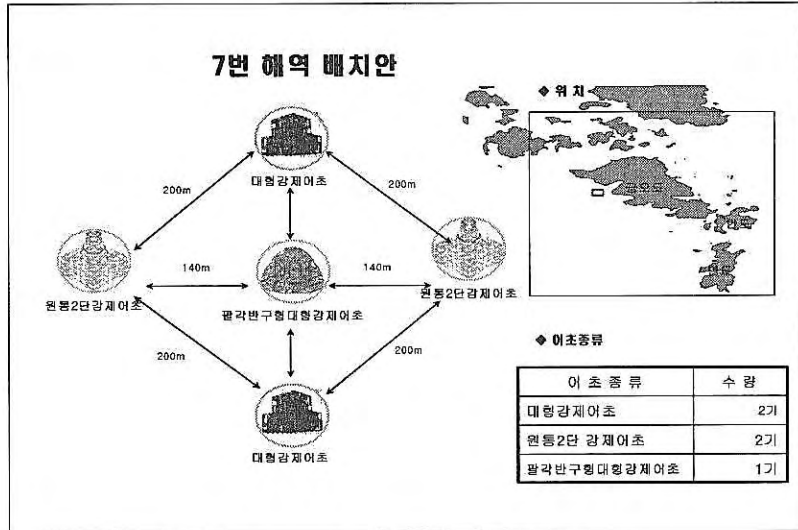 7번 해역 배치안
◆ 위 치
대형강제어초
200m
200m
금오도
안도
원통2단강제어초
140m
140m
원통2단강제어초
팔각반구형대형강제어초
200m
200m
대형강제어초
◆ 어초종류
어 초 종 류
수 량
대형강제어초
2기
원통2단 강제어초
2기
팔각반구형대형강제어초
1기